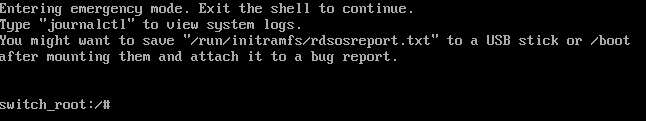 Entering emergency mode. Exit the shell to continue.
Type "journalctl" to view system logs.
You might want to save "/run/initramfs/rdsosreport.txt" to a USB stick or /boot
after mounting them and attach it to a bug report.
switch_root:/#